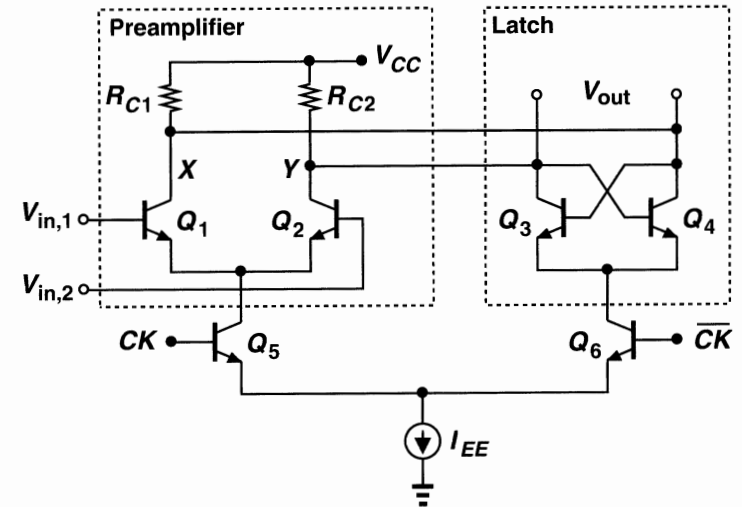 Preamplifier
Latch
V_CC
R_C1
R_C2
V_out
X
Y
V_in,1
Q_1
Q_2
Q_3
Q_4
V_in,2
CK
Q_5
Q_6
\overline{CK}
I_EE